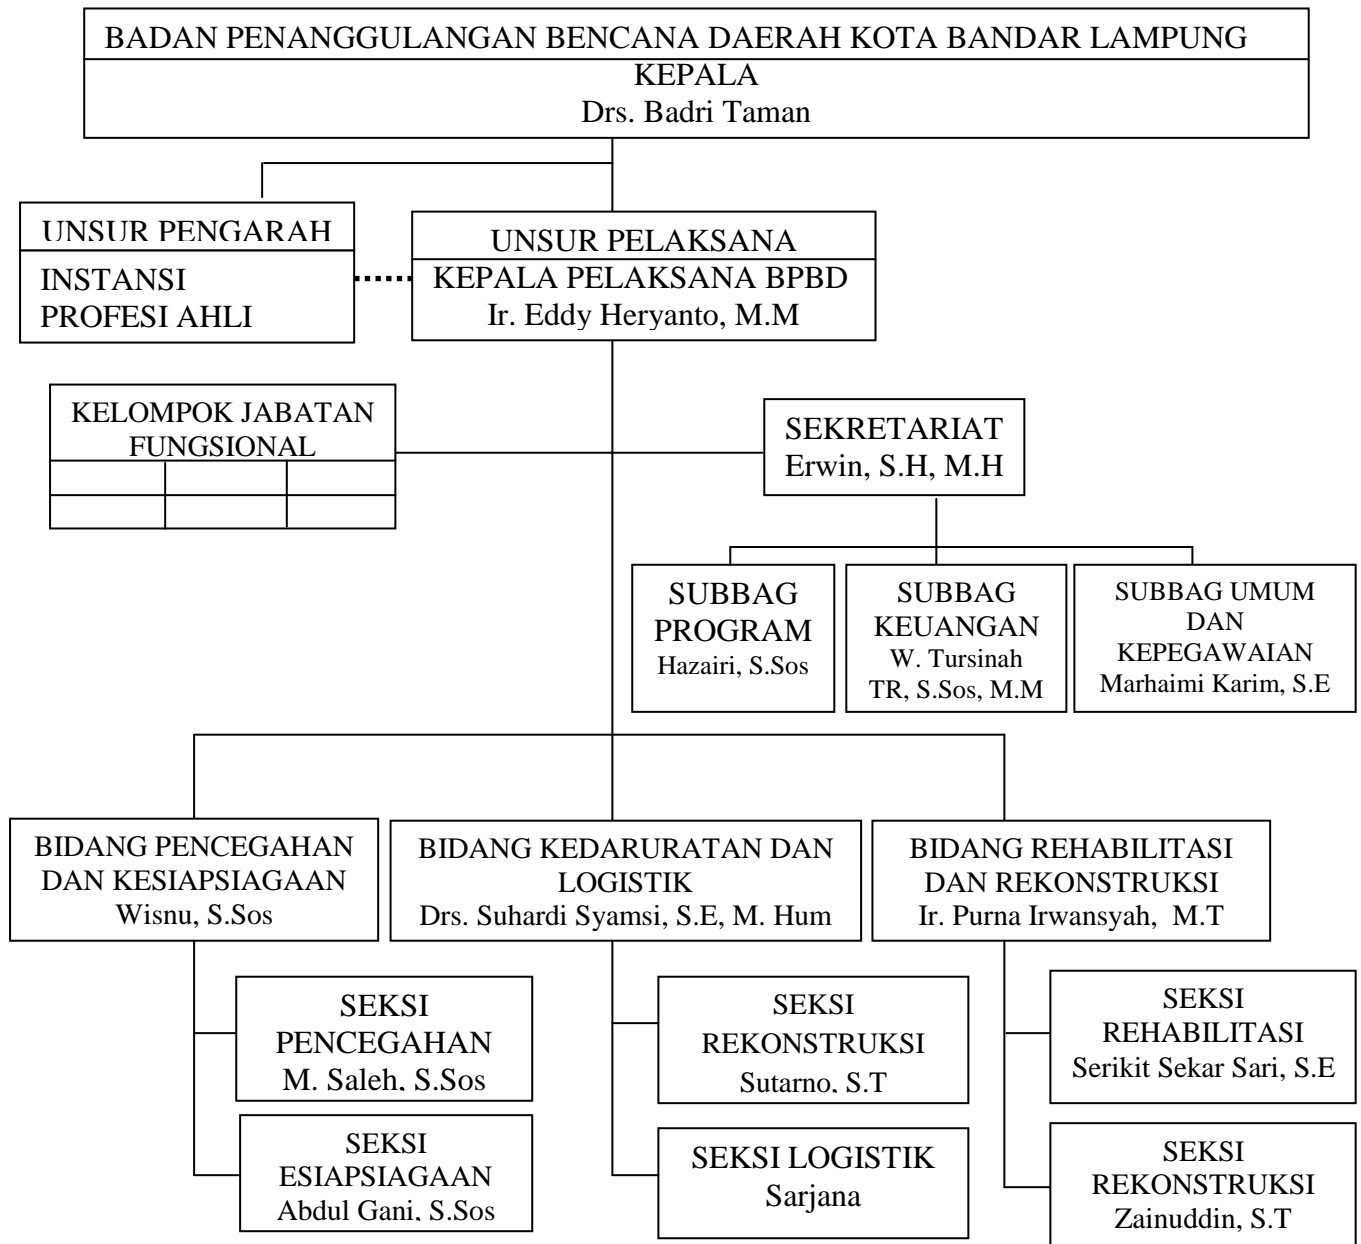 BADAN PENANGGULANGAN BENCANA DAERAH KOTA BANDAR LAMPUNG
KEPALA
Drs. Badri Taman
UNSUR PENGARAH
INSTANSI
PROFESI AHLI
UNSUR PELAKSANA
KEPALA PELAKSANA BPBD
Ir. Eddy Heryanto, M.M
KELOMPOK JABATAN
FUNGSIONAL
SEKRETARIAT
Erwin, S.H, M.H
SUBBAG
PROGRAM
Hazairi, S.Sos
SUBBAG
KEUANGAN
W. Tursinah
TR, S.Sos, M.M
SUBBAG UMUM
DAN
KEPEGAWAIAN
Marhaimi Karim, S.E
BIDANG PENCEGAHAN
DAN KESIAPSIAGAAN
Wisnu, S.Sos
BIDANG KEDARURATAN DAN
LOGISTIK
Drs. Suhardi Syamsi, S.E, M. Hum
BIDANG REHABILITASI
DAN REKONSTRUKSI
Ir. Purna Irwansyah, M.T
SEKSI
PENCEGAHAN
M. Saleh, S.Sos
SEKSI
REKONSTRUKSI
Sutarno, S.T
SEKSI
REHABILITASI
Serikit Sekar Sari, S.E
SEKSI
ESIAPSIAGAAN
Abdul Gani, S.Sos
SEKSI LOGISTIK
Sarjana
SEKSI
REKONSTRUKSI
Zainuddin, S.T